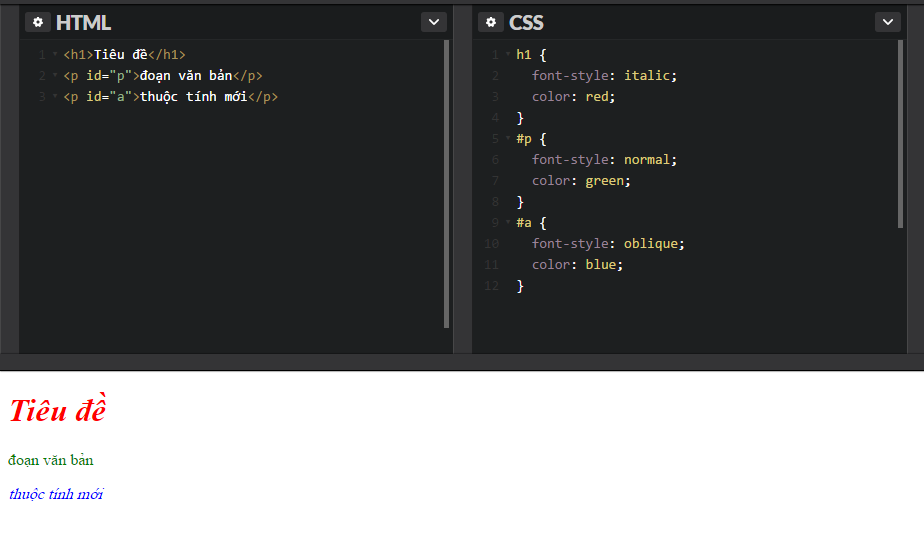 HTML
1 <h1>Tiêu đề</h1>
2 <p id="p">đoạn văn bản</p>
3 <p id="a">thuộc tính mới</p>
CSS
1 h1 {
2 font-style: italic;
3 color: red;
4 }
5 #p {
6 font-style: normal;
7 color: green;
8 }
9 #a {
10 font-style: oblique;
11 color: blue;
12 }
Tiêu đề
đoạn văn bản
thuộc tính mới